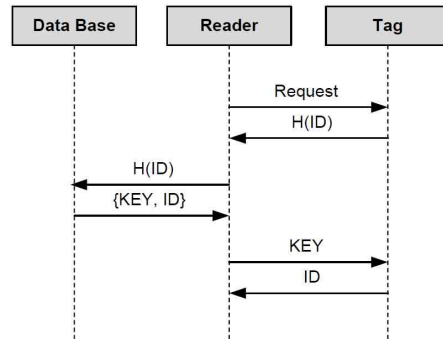 Data Base
Reader
Tag
Request
H(ID)
H(ID)
{KEY, ID}
KEY
ID